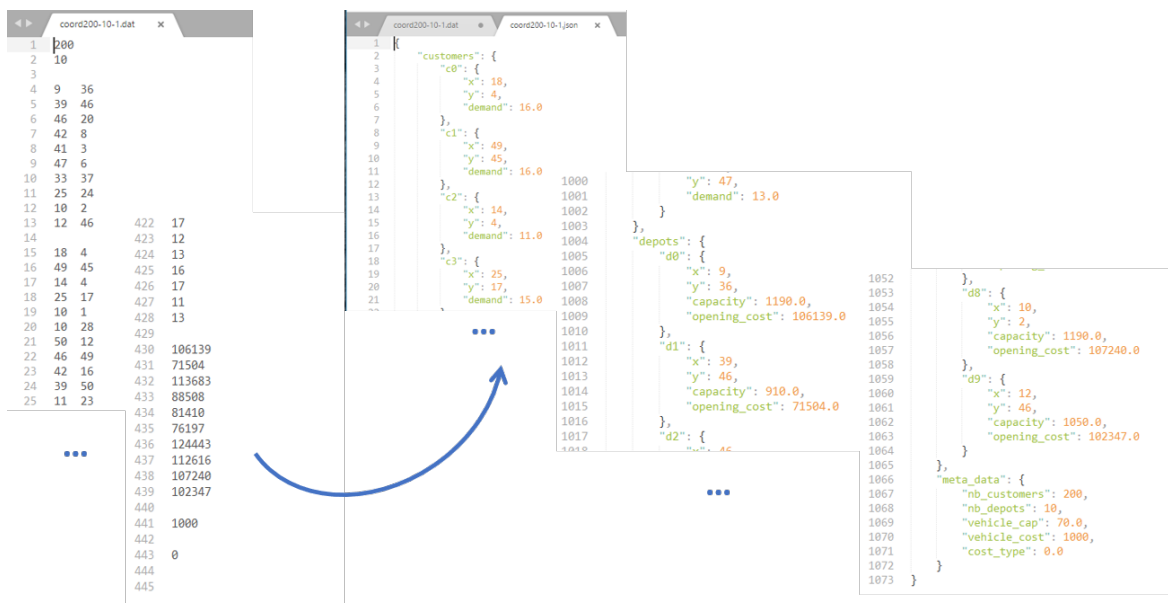 coord200-10-1.dat ×
1 200
2 10
3
4 9 36
5 39 46
6 46 20
7 42 8
8 41 3
9 47 6
10 33 37
11 25 24
12 10 2
13 12 46
14
15 18 4
16 49 45
17 14 4
18 25 17
19 10 1
20 10 28
21 50 12
22 46 49
23 42 16
24 39 50
25 11 23
•••
422 17
423 12
424 13
425 16
426 17
427 11
428 13
429
430 106139
431 71504
432 113683
433 88508
434 81410
435 76197
436 124443
437 112616
438 107240
439 102347
440
441 1000
442
443 0
444
445
coord200-10-1.dat • coord200-10-1.json ×
1 {
2 "customers": {
3 "c0": {
4 "x": 18,
5 "y": 4,
6 "demand": 16.0
7 },
8 "c1": {
9 "x": 49,
10 "y": 45,
11 "demand": 16.0
12 },
13 "c2": {
14 "x": 14,
15 "y": 4,
16 "demand": 11.0
17 },
18 "c3": {
19 "x": 25,
20 "y": 17,
21 "demand": 15.0
•••
1000 "y": 47,
1001 "demand": 13.0
1002 }
1003 },
1004 "depots": {
1005 "d0": {
1006 "x": 9,
1007 "y": 36,
1008 "capacity": 1190.0,
1009 "opening_cost": 106139.0
1010 },
1011 "d1": {
1012 "x": 39,
1013 "y": 46,
1014 "capacity": 910.0,
1015 "opening_cost": 71504.0
1016 },
1017 "d2": {
•••
1052 },
1053 "d8": {
1054 "x": 10,
1055 "y": 2,
1056 "capacity": 1190.0,
1057 "opening_cost": 107240.0
1058 },
1059 "d9": {
1060 "x": 12,
1061 "y": 46,
1062 "capacity": 1050.0,
1063 "opening_cost": 102347.0
1064 }
1065 },
1066 "meta_data": {
1067 "nb_customers": 200,
1068 "nb_depots": 10,
1069 "vehicle_cap": 70.0,
1070 "vehicle_cost": 1000,
1071 "cost_type": 0.0
1072 }
1073 }